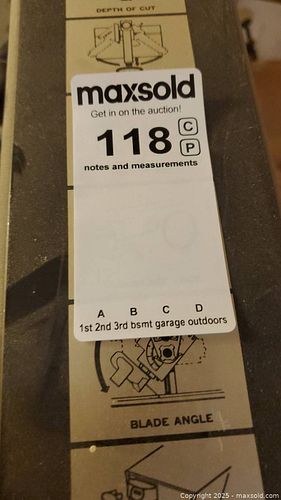 DEPTH OF CUT
maxsold
Get in on the auction!
118 C
P
notes and measurements
A B C D
1st 2nd 3rd bsmt garage outdoors
BLADE ANGLE
Copyright 2025 - maxsold.com